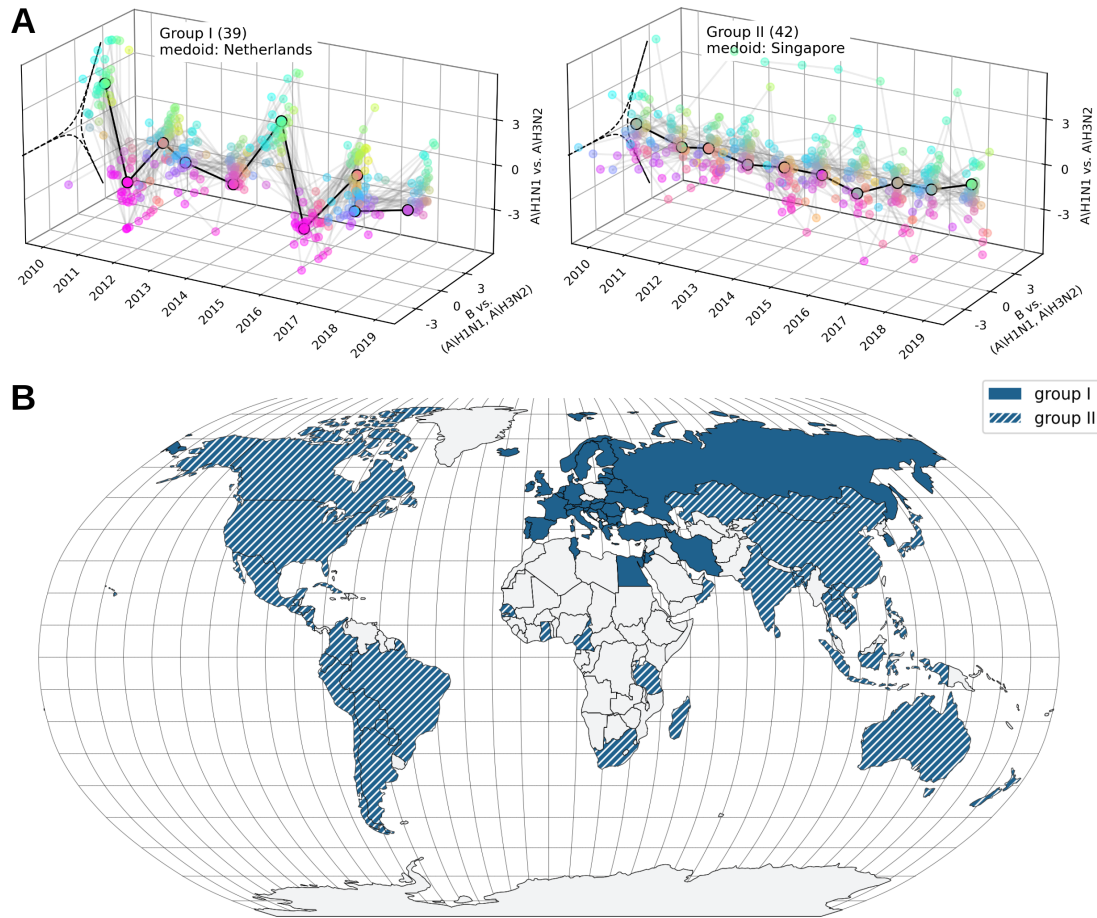 A
Group I (39)
medoid: Netherlands
3
0
-3
A\H1N1 vs. A\H3N2
2010
2011
2012
2013
2014
2015
2016
2017
2018
2019
-3
0
3
B vs.
(A\H1N1, A\H3N2)
Group II (42)
medoid: Singapore
3
0
-3
A\H1N1 vs. A\H3N2
2010
2011
2012
2013
2014
2015
2016
2017
2018
2019
-3
0
3
B vs.
(A\H1N1, A\H3N2)
B
group I
group II